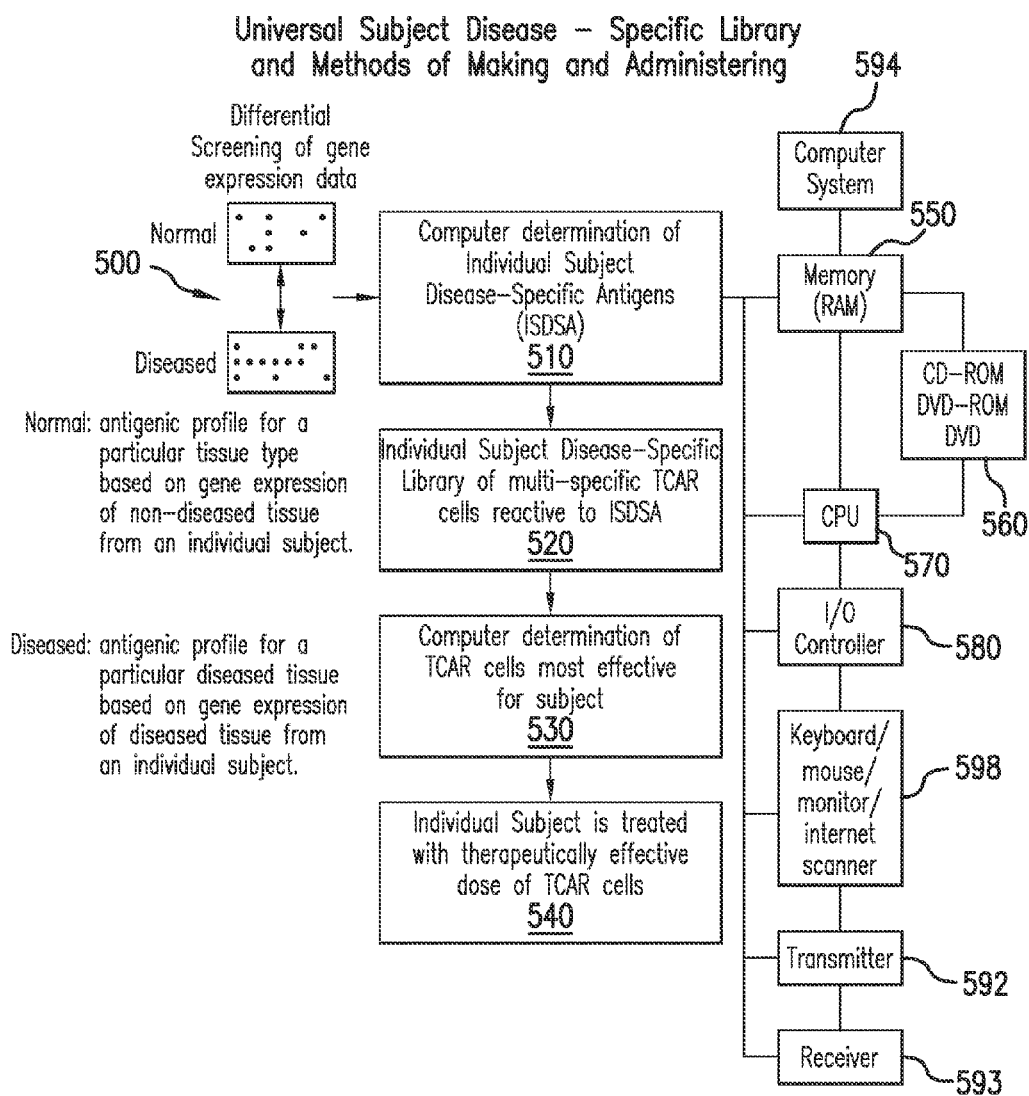 Universal Subject Disease – Specific Library
and Methods of Making and Administering
Differential
Screening of gene
expression data
Normal
500
Diseased
Normal: antigenic profile for a
particular tissue type
based on gene expression
of non-diseased tissue
from an individual subject.
Diseased: antigenic profile for a
particular diseased tissue
based on gene expression
of diseased tissue from
an individual subject.
Computer determination of
Individual Subject
Disease-Specific Antigens
(ISDSA)
510
Individual Subject Disease-Specific
Library of multi-specific TCAR
cells reactive to ISDSA
520
Computer determination of
TCAR cells most effective
for subject
530
Individual Subject is treated
with therapeutically effective
dose of TCAR cells
540
594
Computer
System
550
Memory
(RAM)
CD-ROM
DVD-ROM
DVD
560
CPU
570
I/O
Controller
580
Keyboard/
mouse/
monitor/
internet
scanner
598
Transmitter
592
Receiver
593